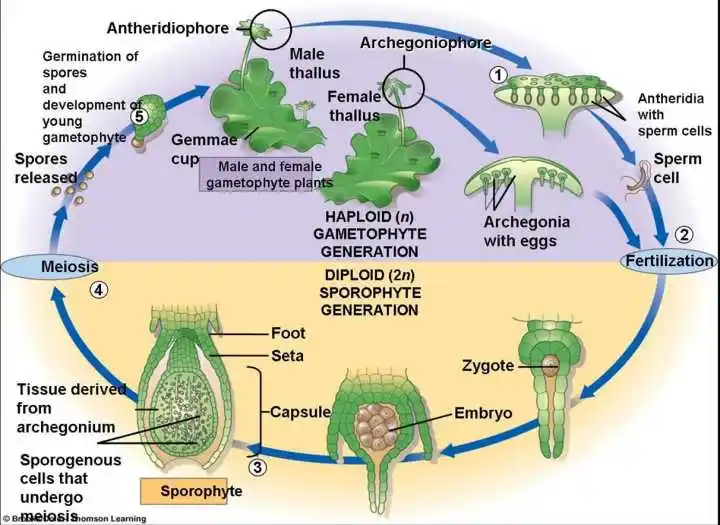 Antheridiophore
Archegoniophore
Germination of
spores
and
development of
young
gametophyte
5
Male
thallus
Female
thallus
1
Antheridia
with
sperm cells
Gemmae
cup
Spores
released
Male and female
gametophyte plants
Sperm
cell
Archegonia
with eggs
HAPLOID (n)
GAMETOPHYTE
GENERATION
2
Meiosis
Fertilization
DIPLOID (2n)
SPOROPHYTE
GENERATION
4
Foot
Seta
Zygote
Tissue derived
from
archegonium
Capsule
Embryo
Sporogenous
cells that
undergo
meiosis
3
Sporophyte
Thomson Learning